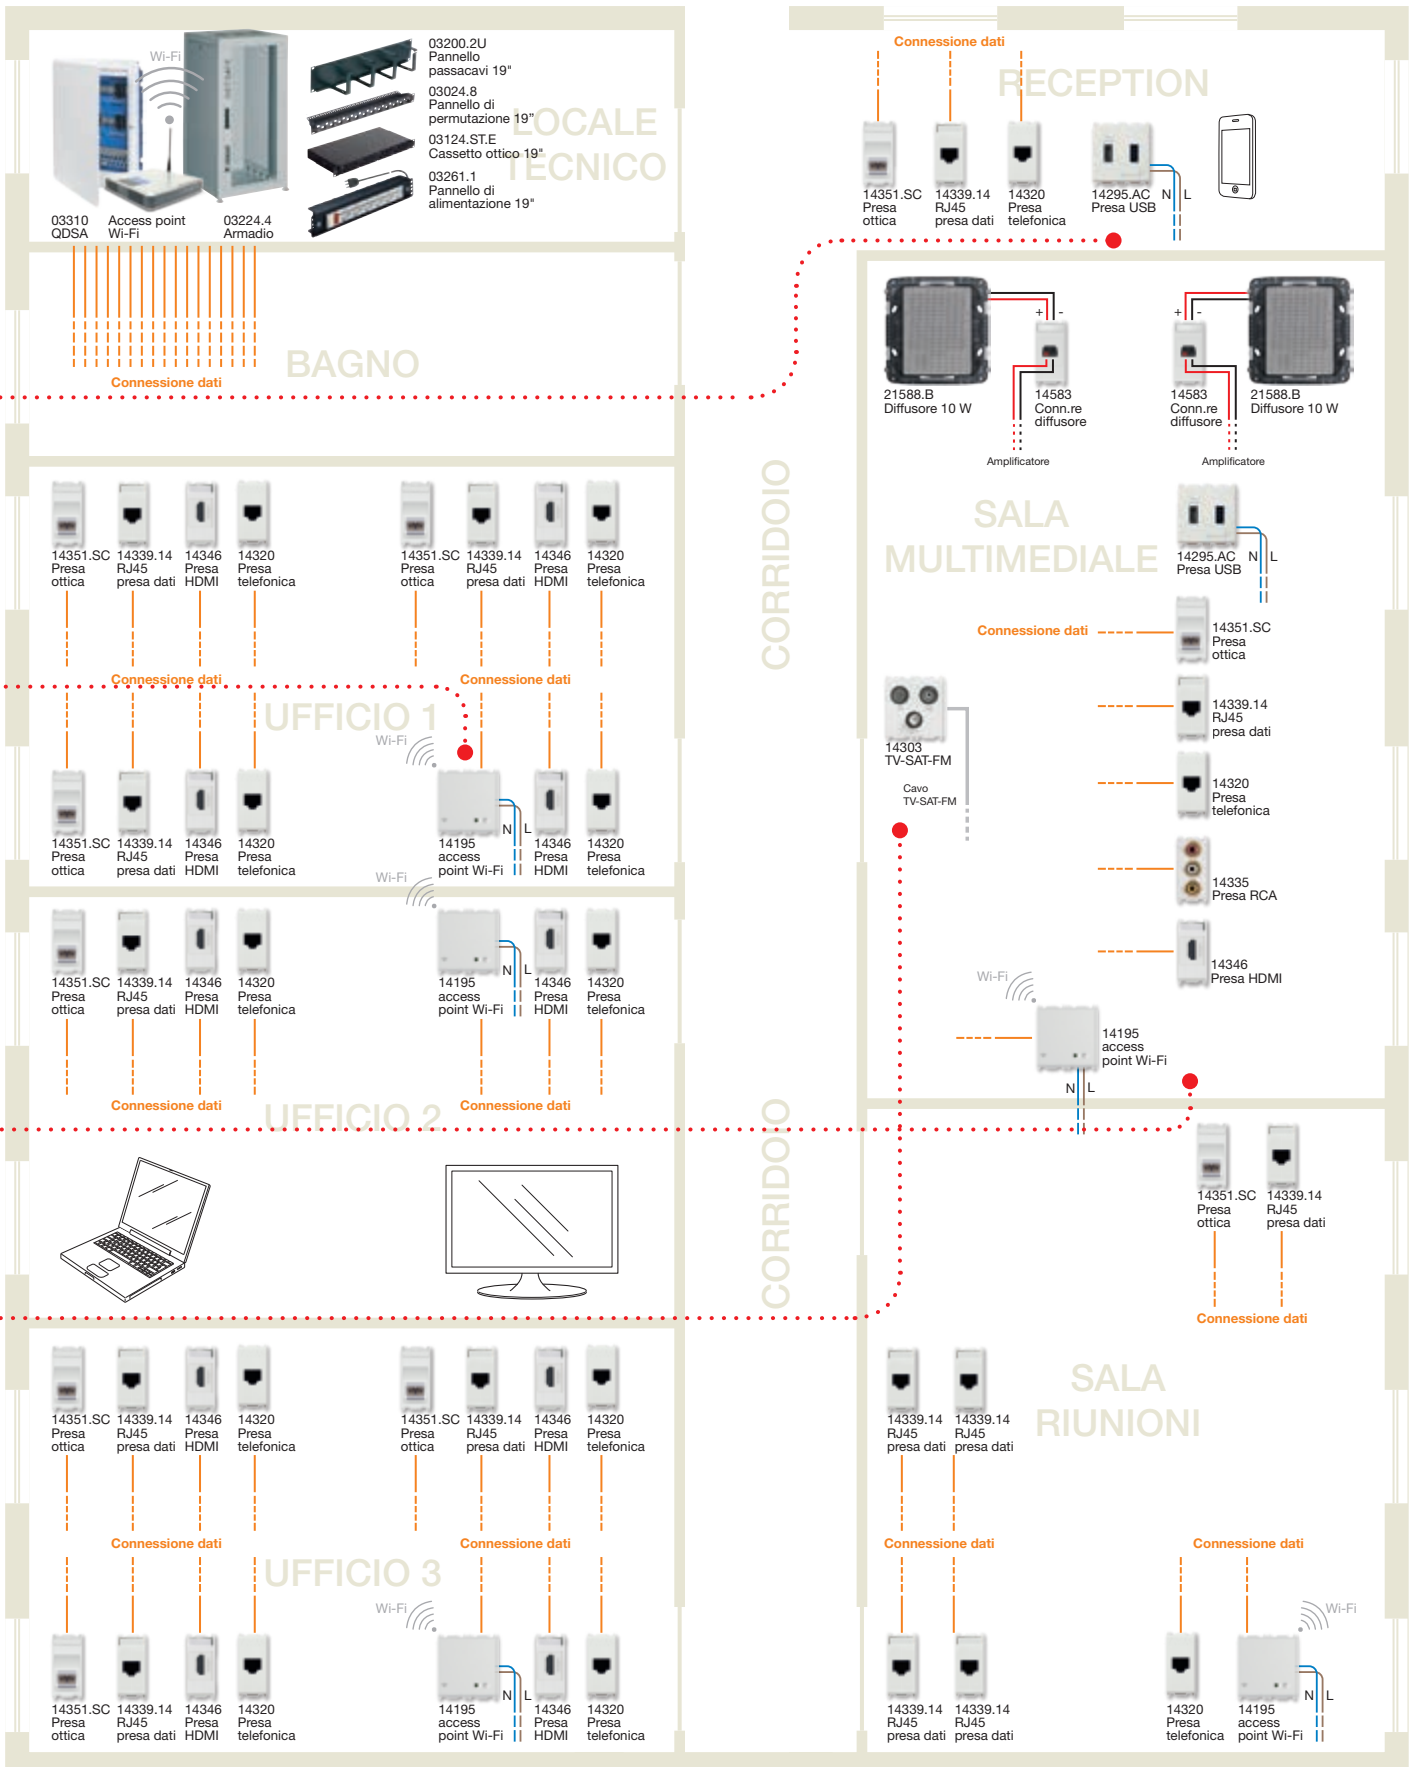 Wi-Fi
03200.2U
Pannello
passacavi 19"
03024.8
Pannello di
permutazione 19"
03124.ST.E
Cassetto ottico 19"
03261.1
Pannello di
alimentazione 19"
LOCALE
TECNICO
03310
QDSA
Access point
Wi-Fi
03224.4
Armadio
Connessione dati
BAGNO
Connessione dati
RECEPTION
14351.SC
Presa
ottica
14339.14
RJ45
presa dati
14320
Presa
telefonica
14295.AC
Presa USB
N
L
+
-
21588.B
Diffusore 10 W
14583
Conn.re
diffusore
Amplificatore
+
-
14583
Conn.re
diffusore
21588.B
Diffusore 10 W
Amplificatore
SALA
MULTIMEDIALE
14295.AC
Presa USB
N
L
Connessione dati
14351.SC
Presa
ottica
14339.14
RJ45
presa dati
14303
TV-SAT-FM
Cavo
TV-SAT-FM
14320
Presa
telefonica
14335
Presa RCA
14346
Presa HDMI
Wi-Fi
14195
access
point Wi-Fi
N
L
CORRIDOIO
CORRIDOIO
14351.SC
Presa
ottica
14339.14
RJ45
presa dati
14346
Presa
HDMI
14320
Presa
telefonica
14351.SC
Presa
ottica
14339.14
RJ45
presa dati
14346
Presa
HDMI
14320
Presa
telefonica
Connessione dati
Connessione dati
UFFICIO 1
Wi-Fi
14351.SC
Presa
ottica
14339.14
RJ45
presa dati
14346
Presa
HDMI
14320
Presa
telefonica
14195
access
point Wi-Fi
N
L
14346
Presa
HDMI
14320
Presa
telefonica
Wi-Fi
14351.SC
Presa
ottica
14339.14
RJ45
presa dati
14346
Presa
HDMI
14320
Presa
telefonica
14195
access
point Wi-Fi
N
L
14346
Presa
HDMI
14320
Presa
telefonica
Connessione dati
Connessione dati
UFFICIO 2
14351.SC
Presa
ottica
14339.14
RJ45
presa dati
Connessione dati
14351.SC
Presa
ottica
14339.14
RJ45
presa dati
14346
Presa
HDMI
14320
Presa
telefonica
14351.SC
Presa
ottica
14339.14
RJ45
presa dati
14346
Presa
HDMI
14320
Presa
telefonica
Connessione dati
Connessione dati
UFFICIO 3
Wi-Fi
14351.SC
Presa
ottica
14339.14
RJ45
presa dati
14346
Presa
HDMI
14320
Presa
telefonica
14195
access
point Wi-Fi
N
L
14346
Presa
HDMI
14320
Presa
telefonica
SALA
RIUNIONI
14339.14
RJ45
presa dati
14339.14
RJ45
presa dati
Connessione dati
Connessione dati
Wi-Fi
14339.14
RJ45
presa dati
14339.14
RJ45
presa dati
14320
Presa
telefonica
14195
access
point Wi-Fi
N
L